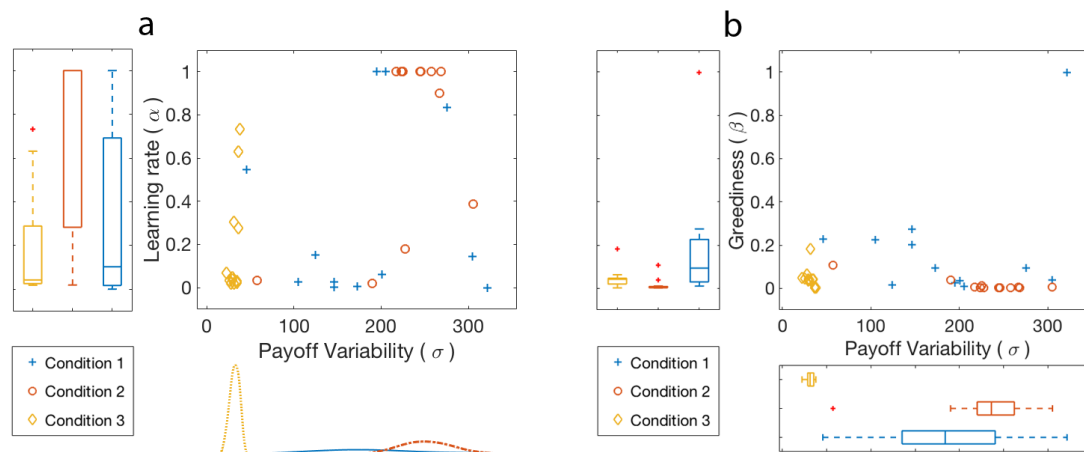 a
1
0.8
0.6
0.4
0.2
0
Learning rate ( α )
0 100 200 300
Payoff Variability ( σ )
Condition 1
Condition 2
Condition 3
b
1
0.8
0.6
0.4
0.2
0
Greediness ( β )
0 100 200 300
Payoff Variability ( σ )
Condition 1
Condition 2
Condition 3